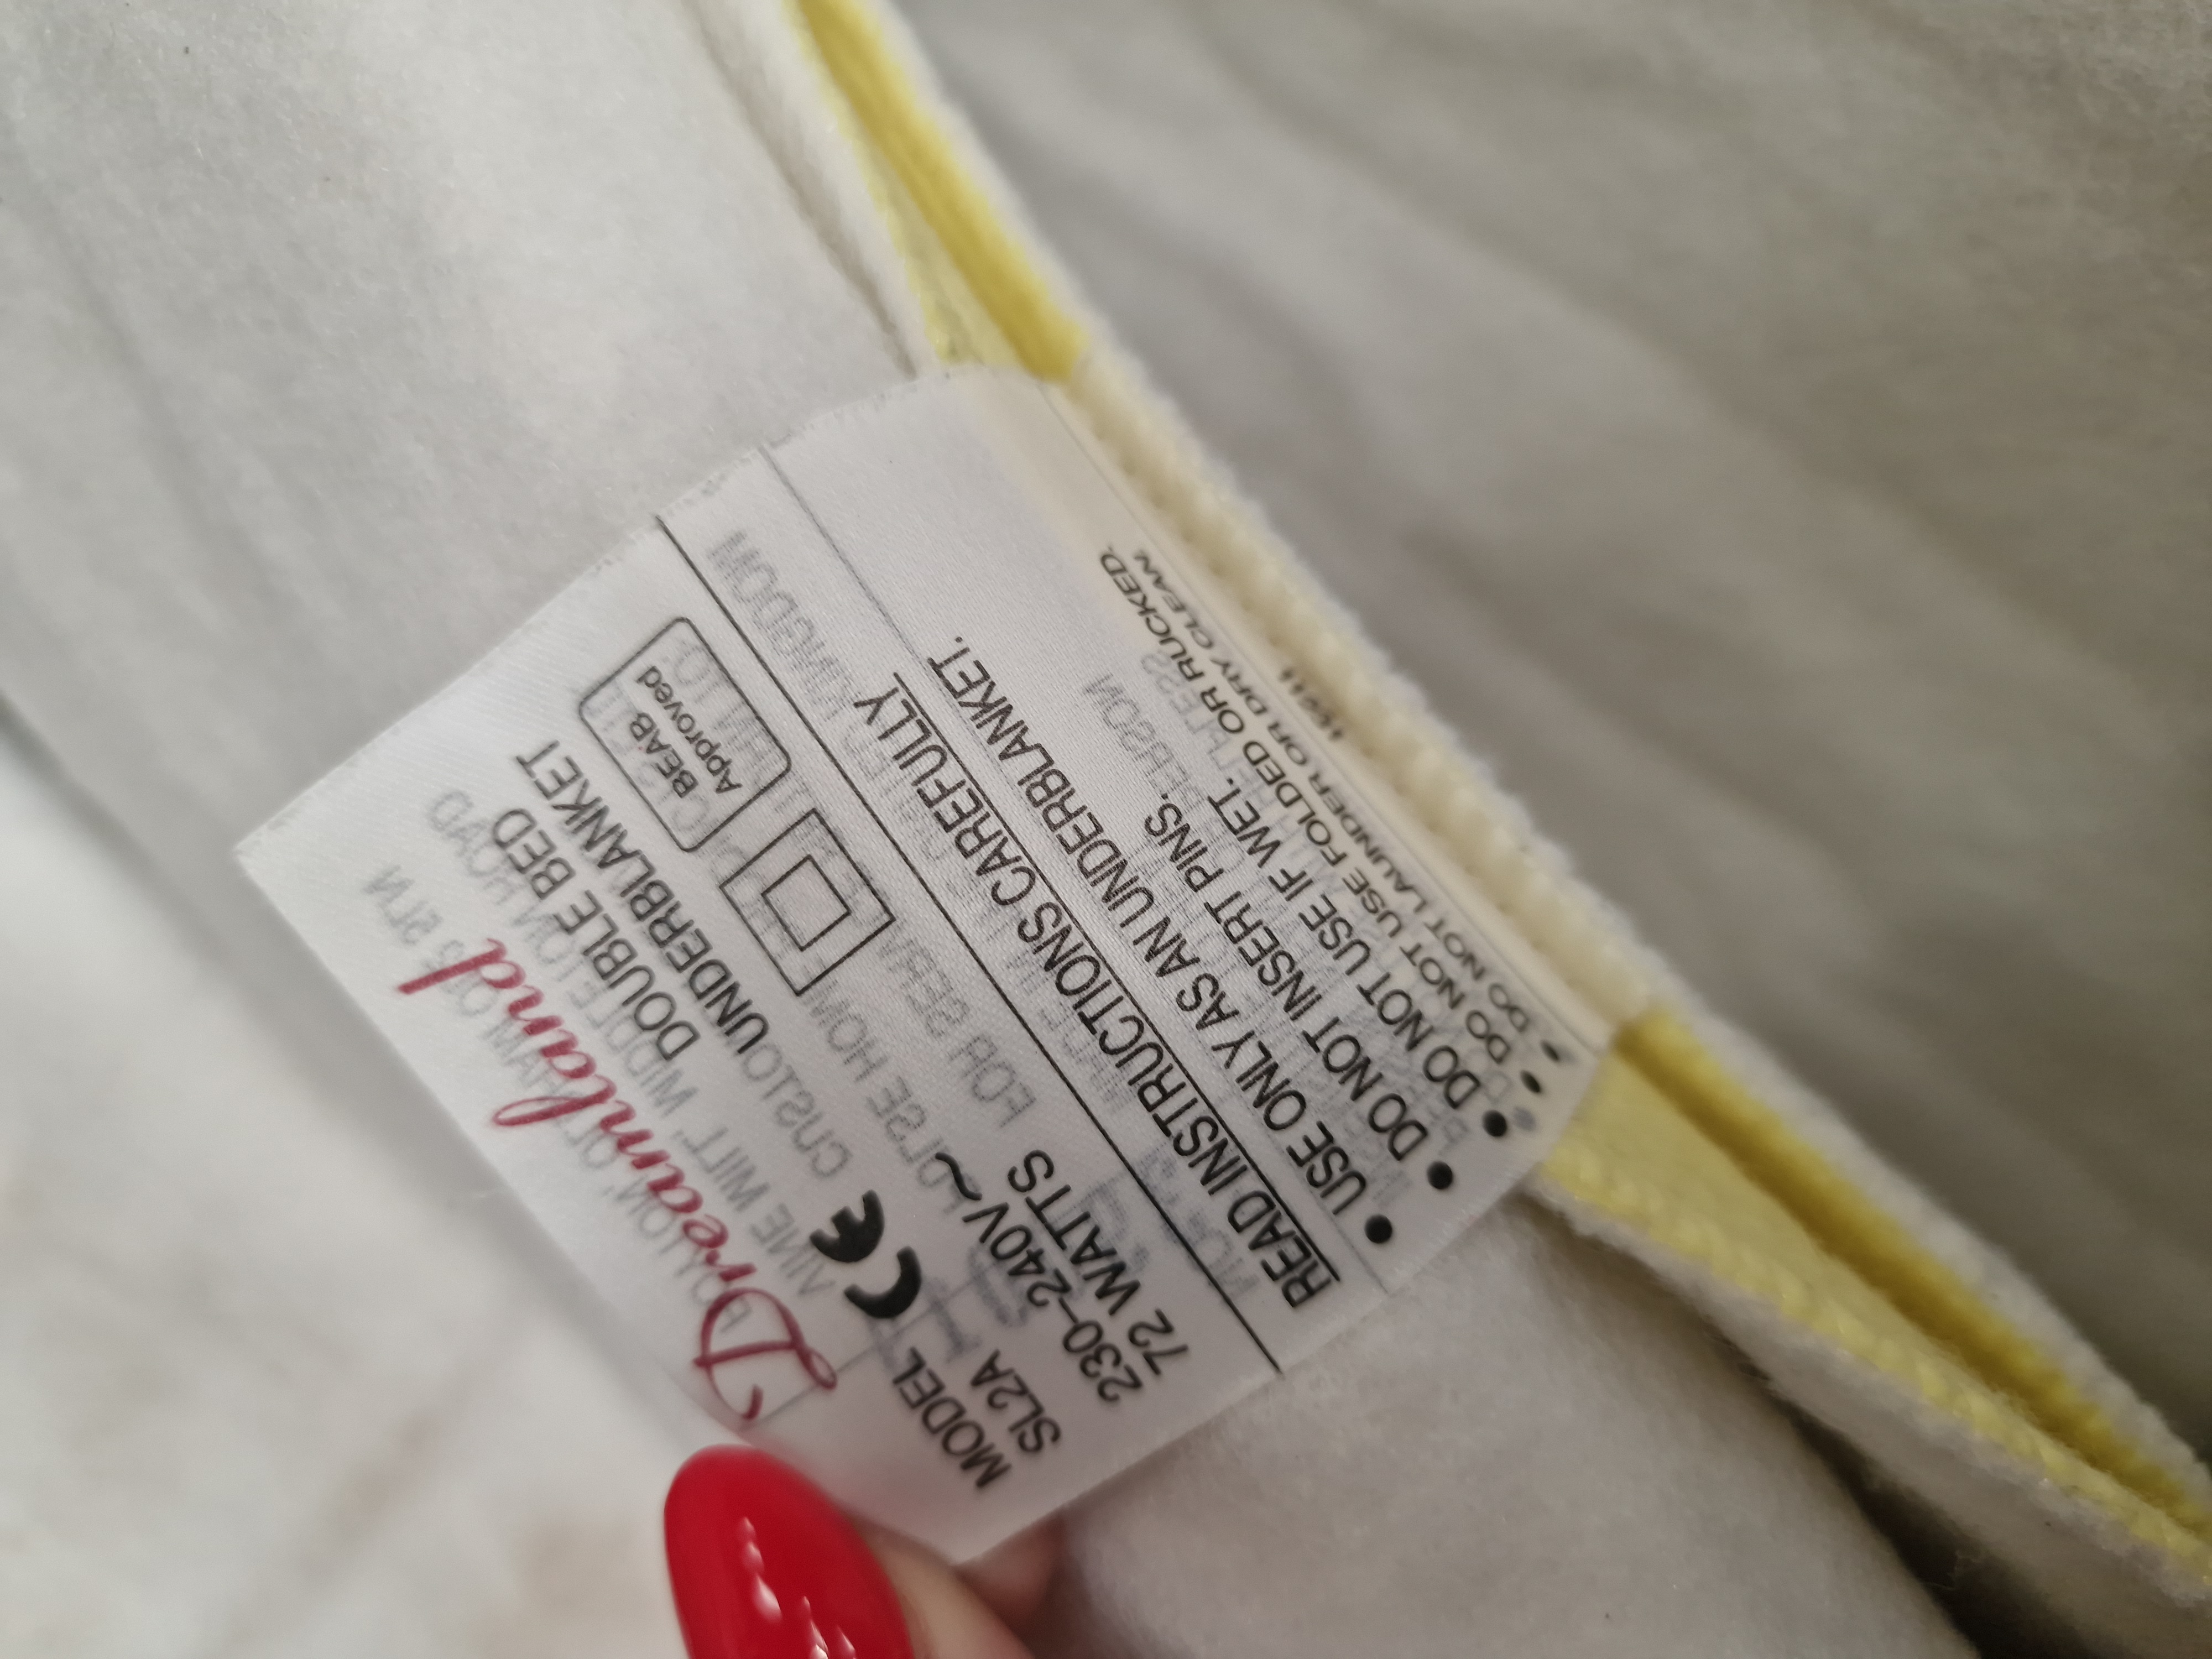 Dreamland
DOUBLE BED
UNDERBLANKET
MODEL
SL2A
230–240V~
72 WATTS
CE
BEAB
Approved
READ INSTRUCTIONS CAREFULLY
• USE ONLY AS AN UNDERBLANKET.
• DO NOT INSERT PINS.
• DO NOT USE IF WET.
• DO NOT USE FOLDED OR RUCKED.
• DO NOT LAUNDER OR DRY CLEAN